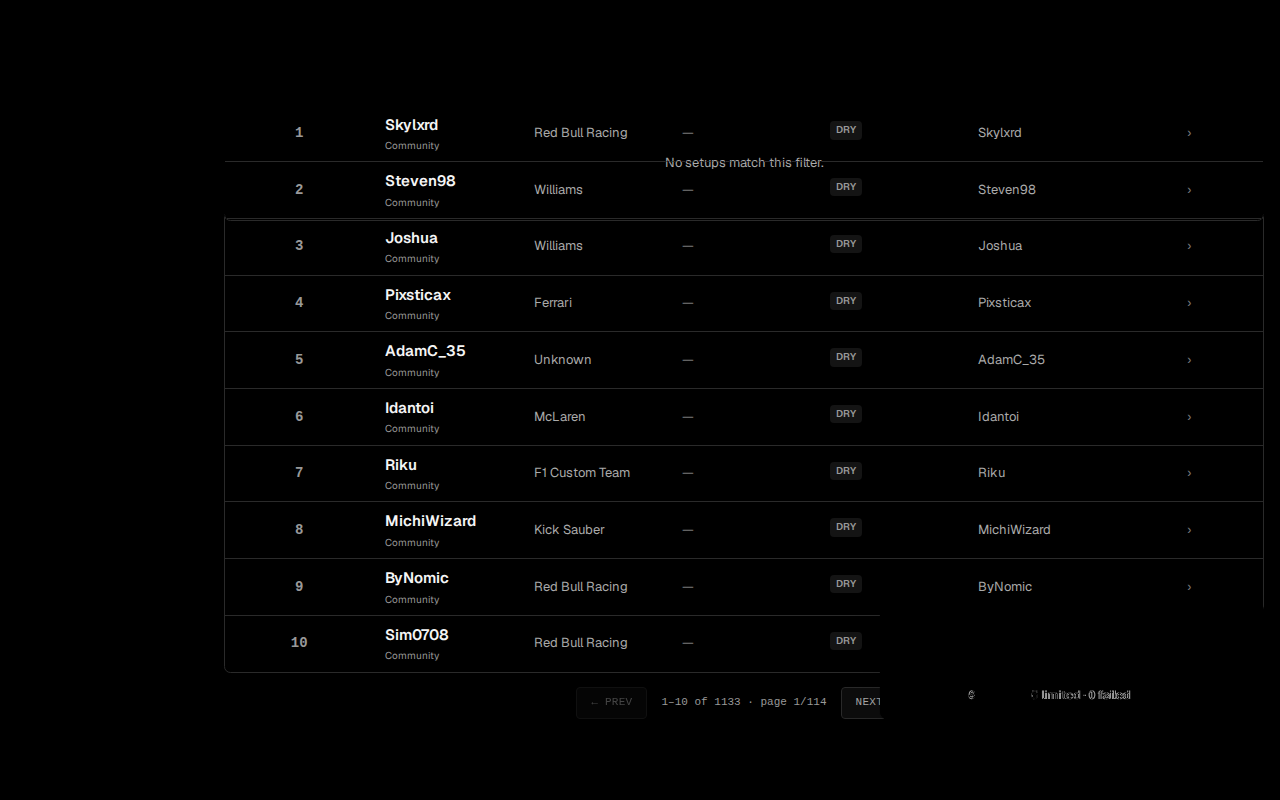 1 Skylxrd Red Bull Racing — DRY Skylxrd ›
Community
No setups match this filter.
2 Steven98 Williams — DRY Steven98 ›
Community
3 Joshua Williams — DRY Joshua ›
Community
4 Pixsticax Ferrari — DRY Pixsticax ›
Community
5 AdamC_35 Unknown — DRY AdamC_35 ›
Community
6 Idantoi McLaren — DRY Idantoi ›
Community
7 Riku F1 Custom Team — DRY Riku ›
Community
8 MichiWizard Kick Sauber — DRY MichiWizard ›
Community
9 ByNomic Red Bull Racing — DRY ByNomic ›
Community
10 Sim0708 Red Bull Racing — DRY
Community
← PREV 1–10 of 1133 · page 1/114 NEXT